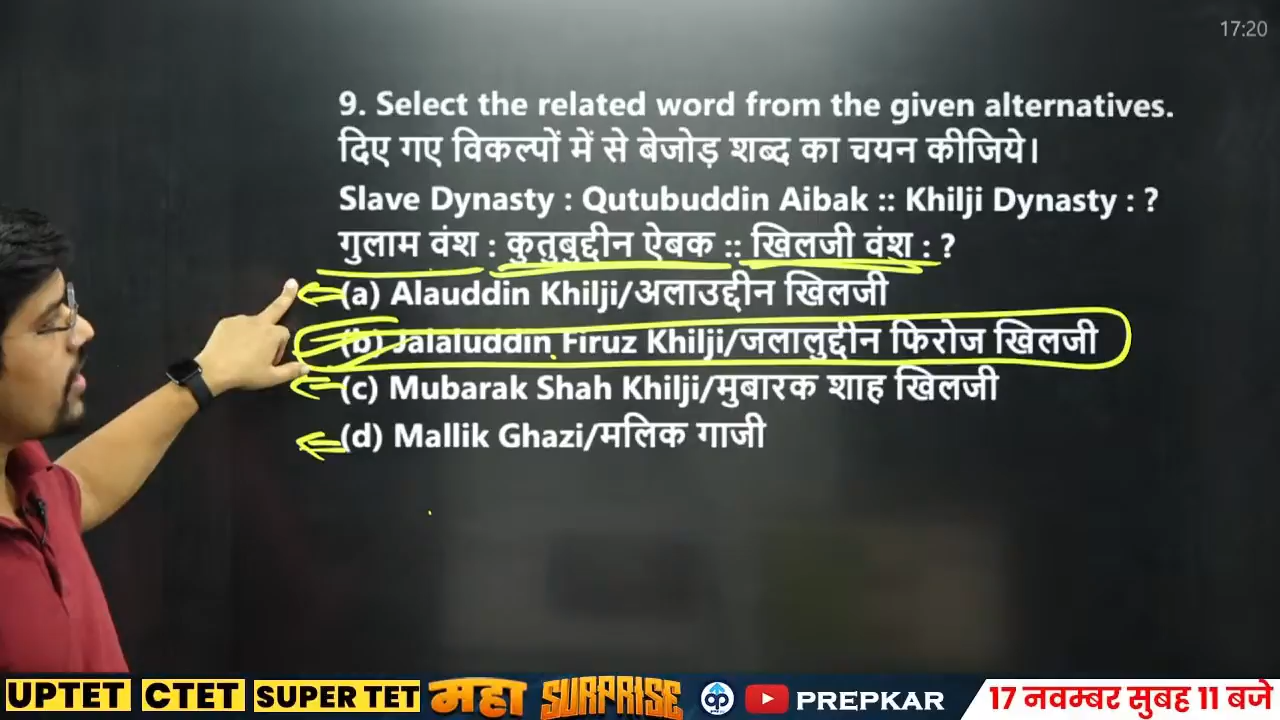 17:20
9. Select the related word from the given alternatives.
दिए गए विकल्पों में से बेजोड़ शब्द का चयन कीजिये।
Slave Dynasty : Qutubuddin Aibak :: Khilji Dynasty : ?
गुलाम वंश : कुतुबुद्दीन ऐबक :: खिलजी वंश : ?
(a) Alauddin Khilji/अलाउद्दीन खिलजी
(b) Jalaluddin Firuz Khilji/जलालुद्दीन फिरोज खिलजी
(c) Mubarak Shah Khilji/मुबारक शाह खिलजी
(d) Mallik Ghazi/मलिक गाजी
UPTET CTET SUPER TET महा SURPRISE PREPKAR 17 नवम्बर सुबह 11 बजे